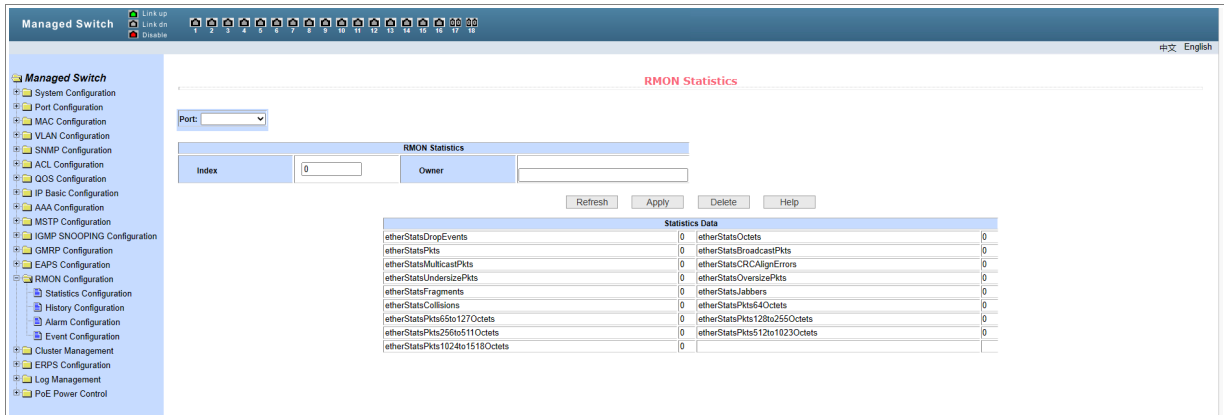 Managed Switch
Link up
Link dn
Disable
1 2 3 4 5 6 7 8 9 10 11 12 13 14 15 16 17 18
中文 English
Managed Switch
System Configuration
Port Configuration
MAC Configuration
VLAN Configuration
SNMP Configuration
ACL Configuration
QOS Configuration
IP Basic Configuration
AAA Configuration
MSTP Configuration
IGMP SNOOPING Configuration
GMRP Configuration
EAPS Configuration
RMON Configuration
Statistics Configuration
History Configuration
Alarm Configuration
Event Configuration
Cluster Management
ERPS Configuration
Log Management
PoE Power Control
RMON Statistics
Port:
RMON Statistics
Index 0 Owner
Refresh Apply Delete Help
Statistics Data
etherStatsDropEvents 0 etherStatsOctets 0
etherStatsPkts 0 etherStatsBroadcastPkts 0
etherStatsMulticastPkts 0 etherStatsCRCAlignErrors 0
etherStatsUndersizePkts 0 etherStatsOversizePkts 0
etherStatsFragments 0 etherStatsJabbers 0
etherStatsCollisions 0 etherStatsPkts64Octets 0
etherStatsPkts65to127Octets 0 etherStatsPkts128to255Octets 0
etherStatsPkts256to511Octets 0 etherStatsPkts512to1023Octets 0
etherStatsPkts1024to1518Octets 0